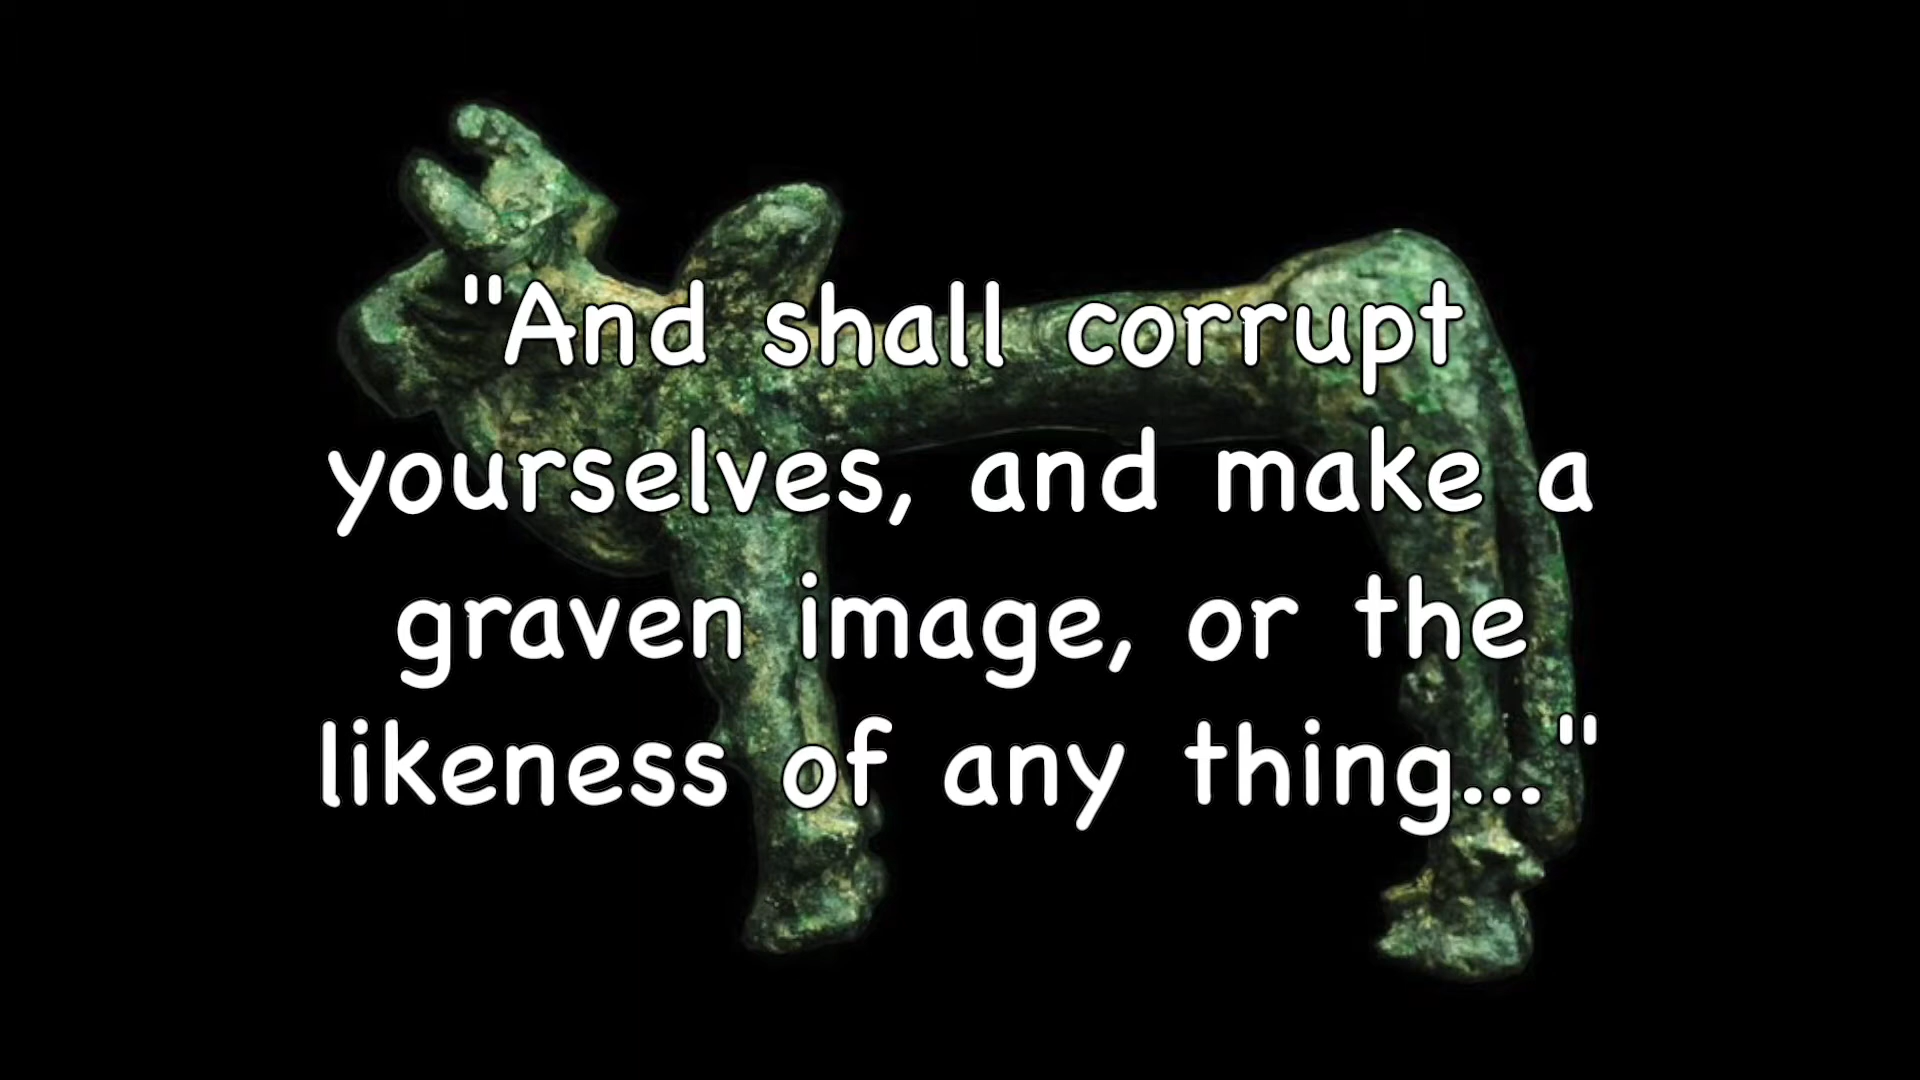 "And shall corrupt
yourselves, and make a
graven image, or the
likeness of any thing..."